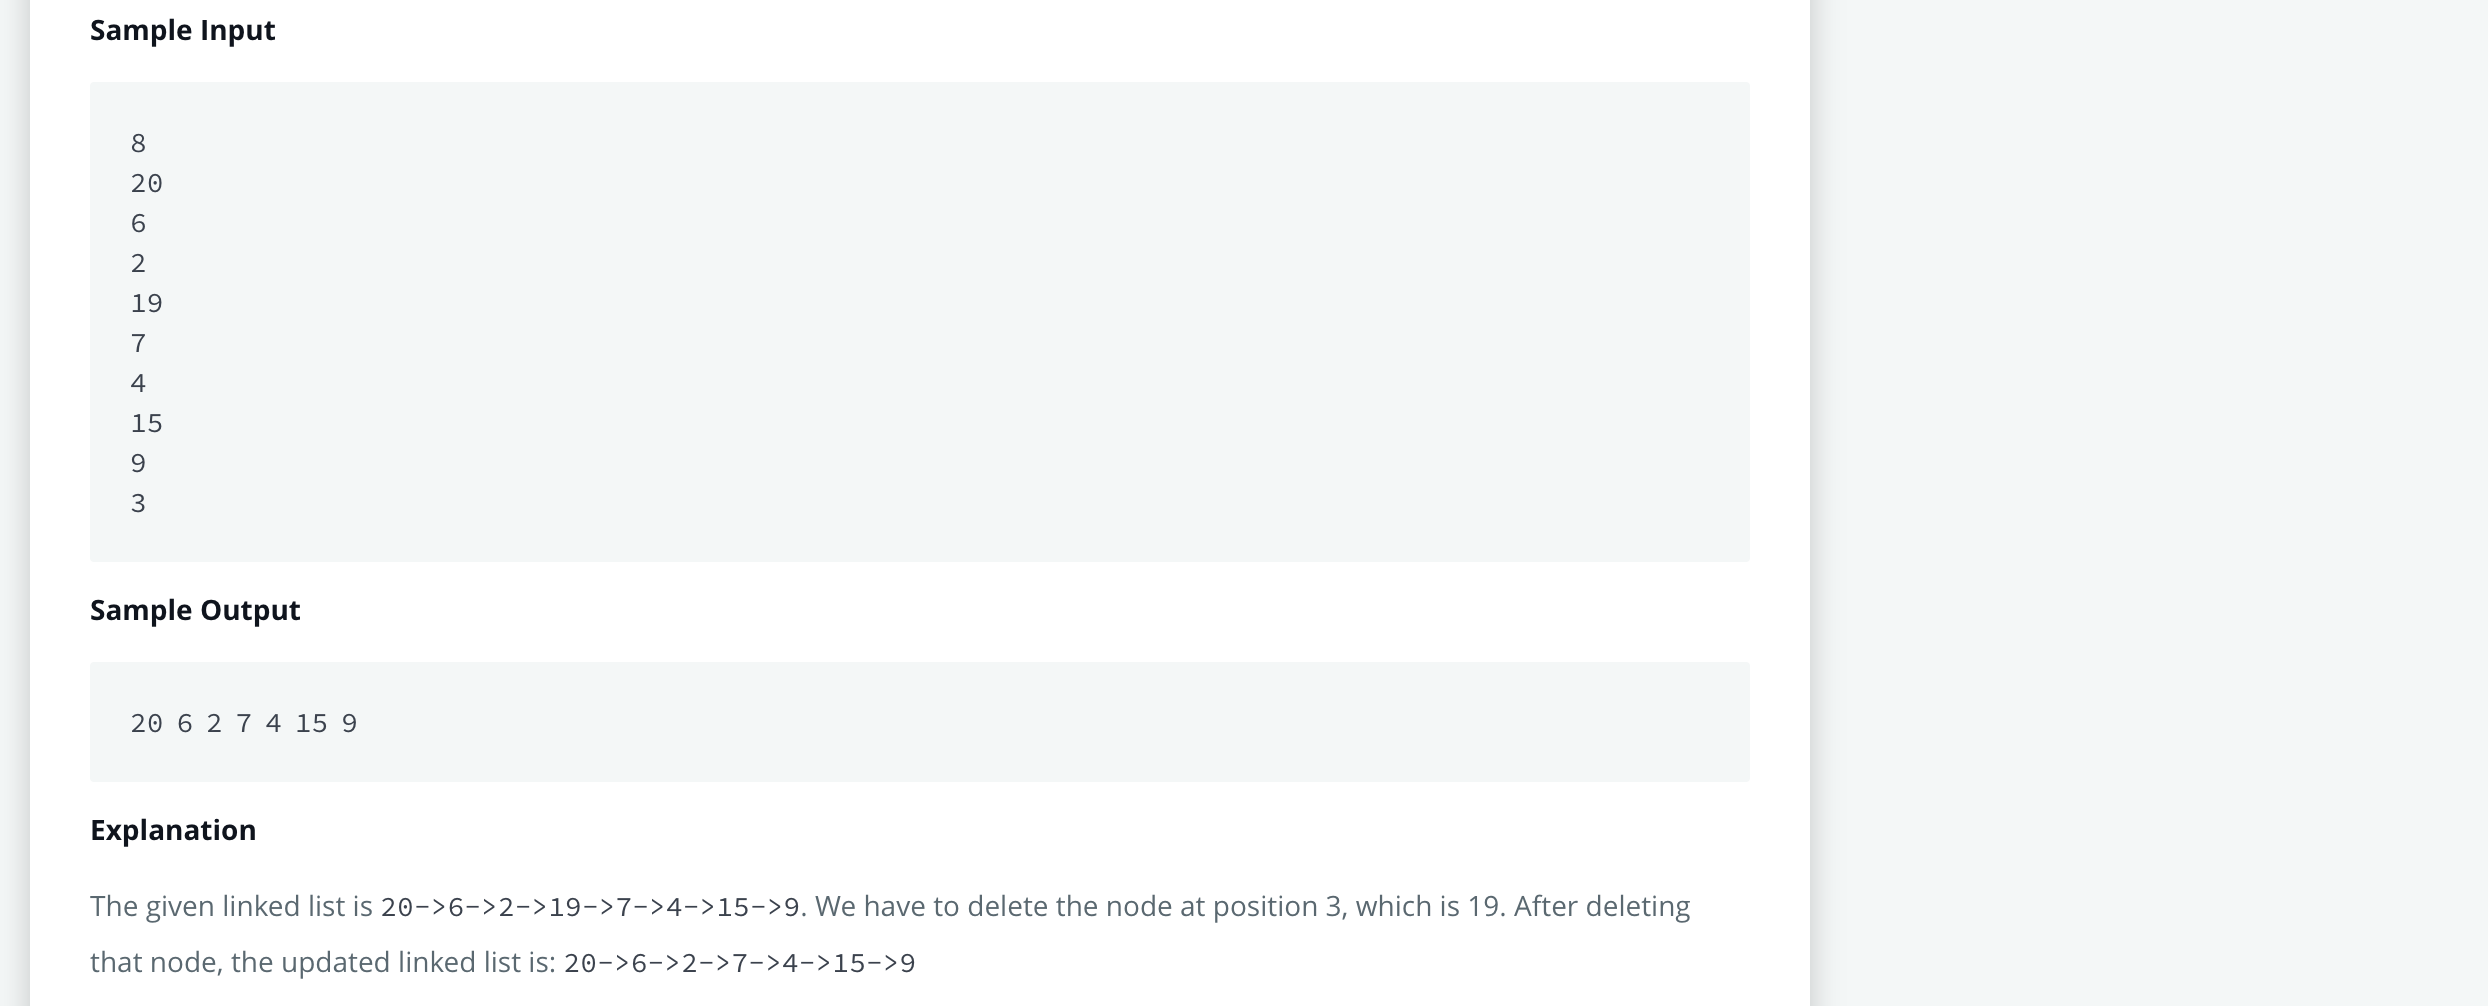 Sample Input
8
20
6
2
19
7
4
15
9
3
Sample Output
20 6 2 7 4 15 9
Explanation
The given linked list is 20->6->2->19->7->4->15->9. We have to delete the node at position 3, which is 19. After deleting
that node, the updated linked list is: 20->6->2->7->4->15->9